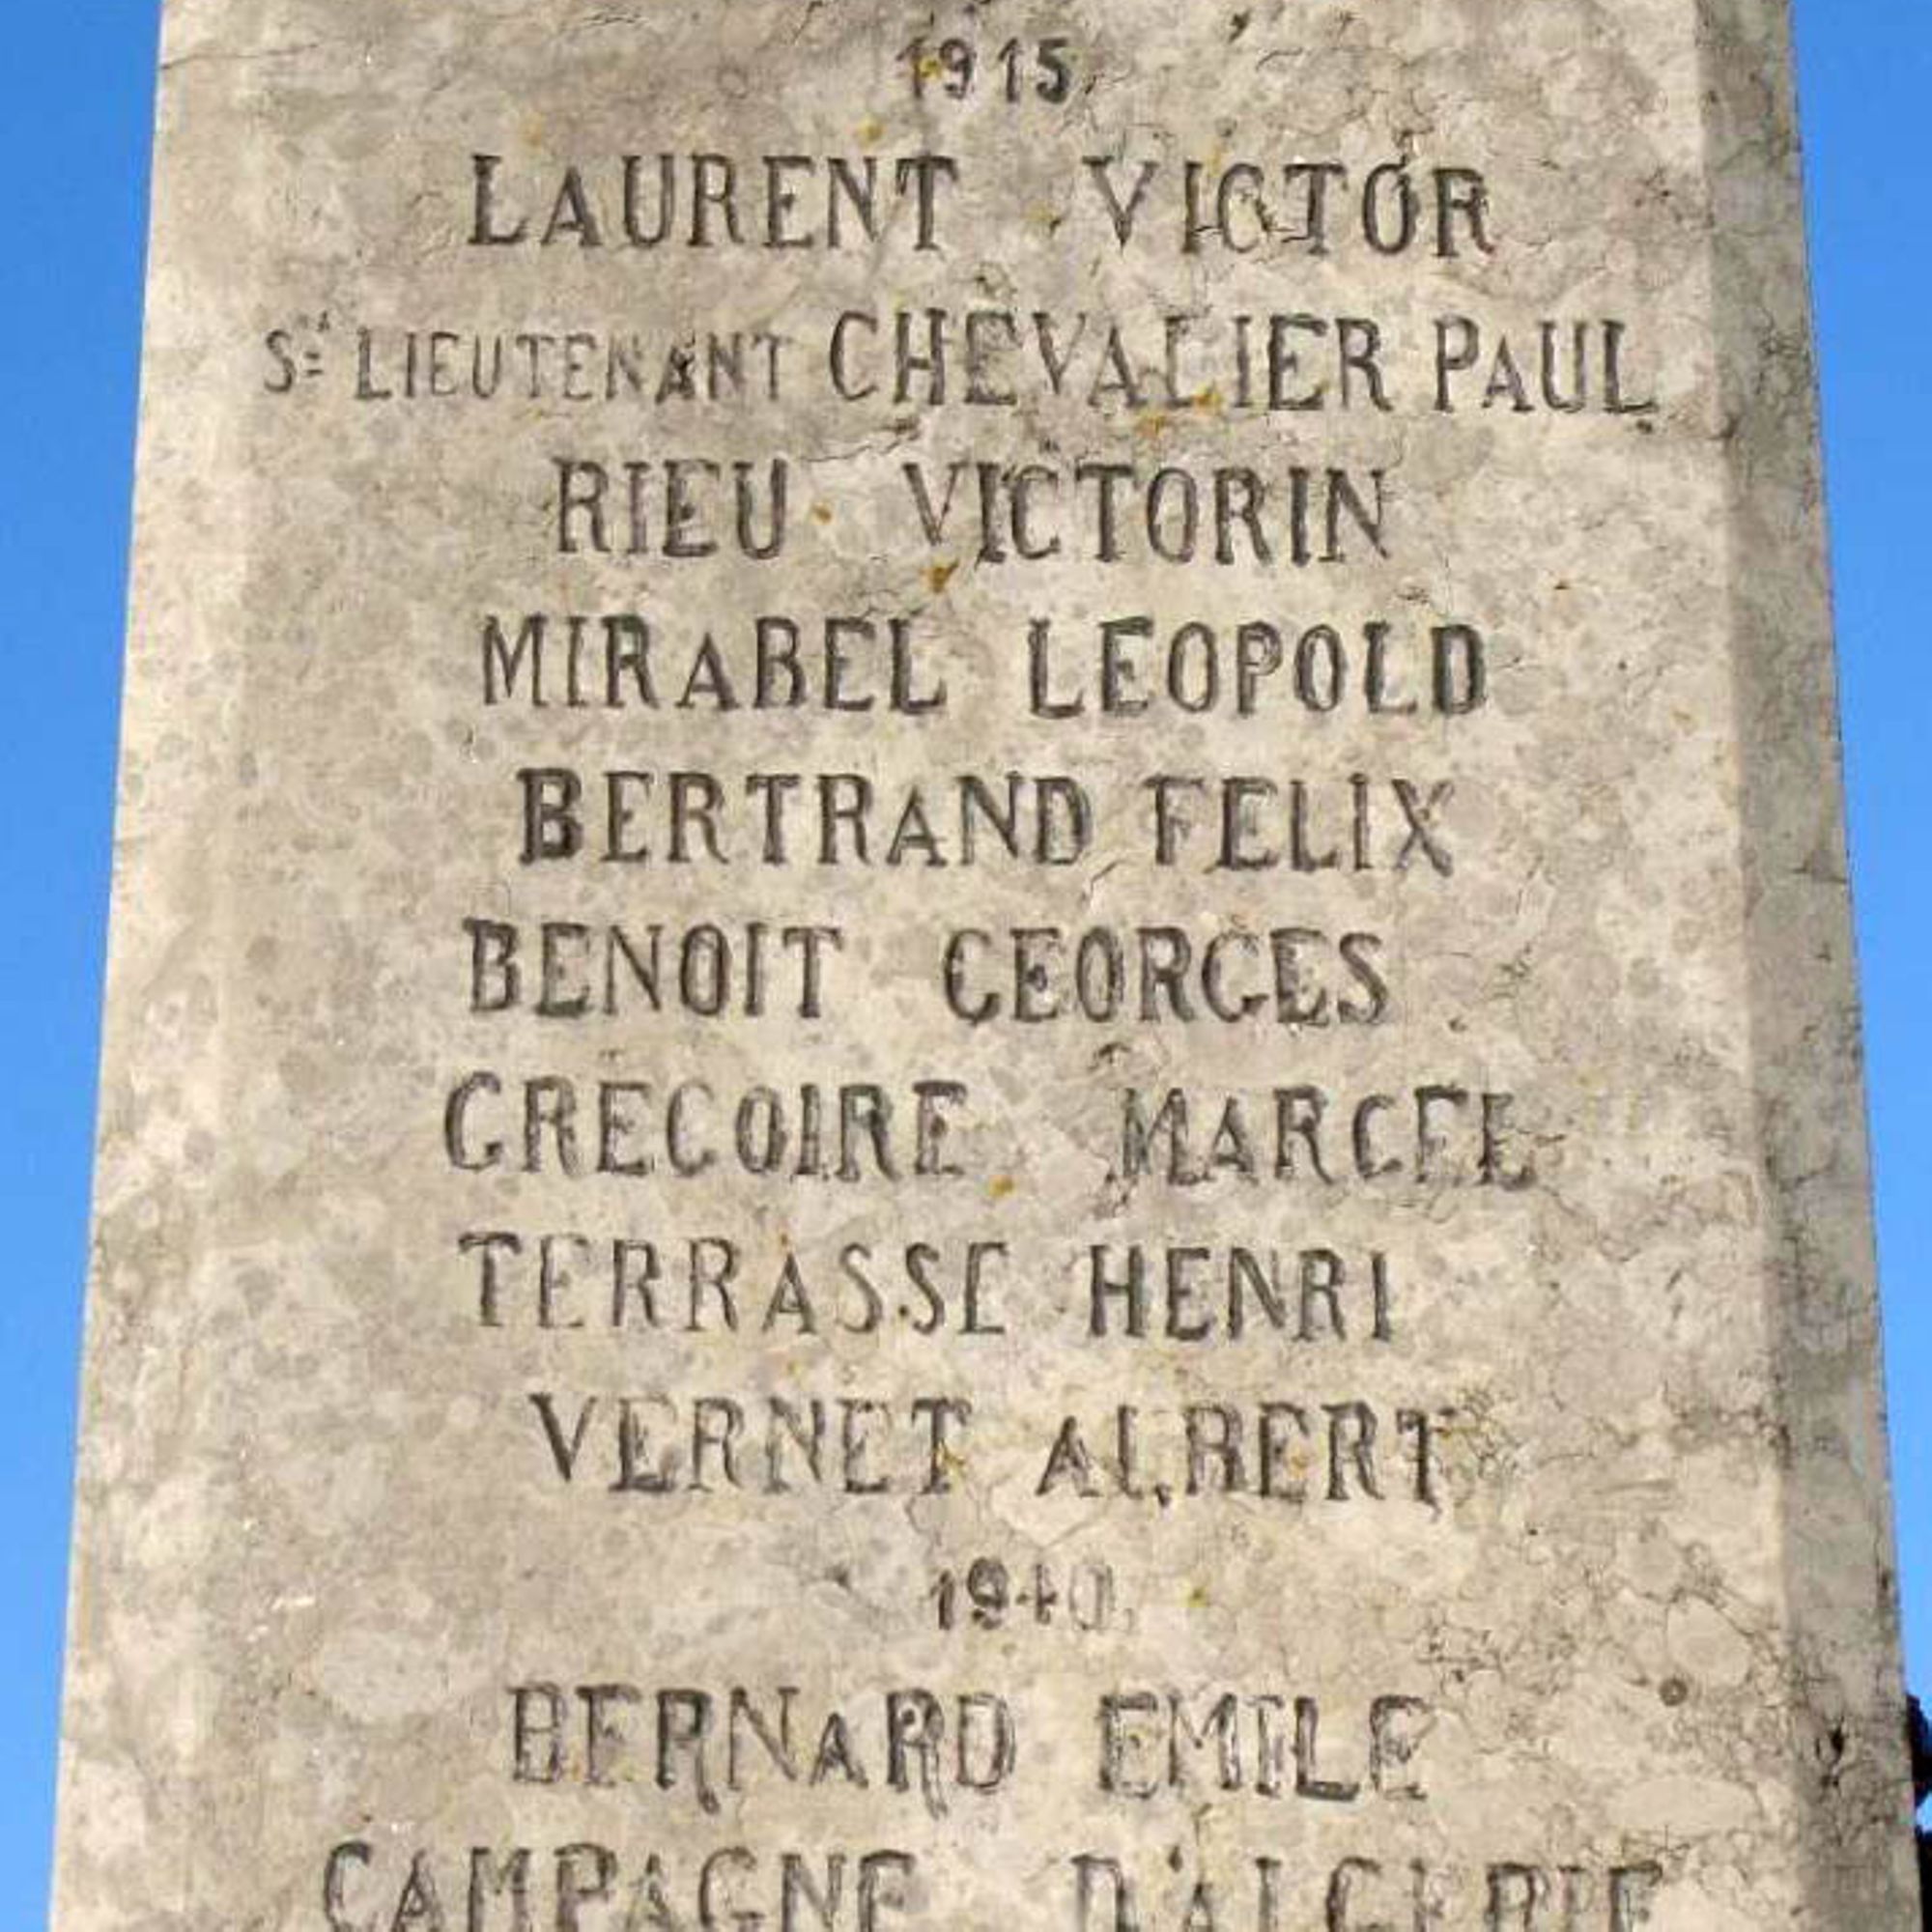 1915
LAURENT VICTOR
S^t LIEUTENANT CHEVALIER PAUL
RIEU VICTORIN
MIRABEL LEOPOLD
BERTRAND FELIX
BENOIT GEORGES
GREGOIRE MARCEL
TERRASSE HENRI
VERNET ALBERT
1940
BERNARD EMILE
CAMPAGNE D'ALGERIE